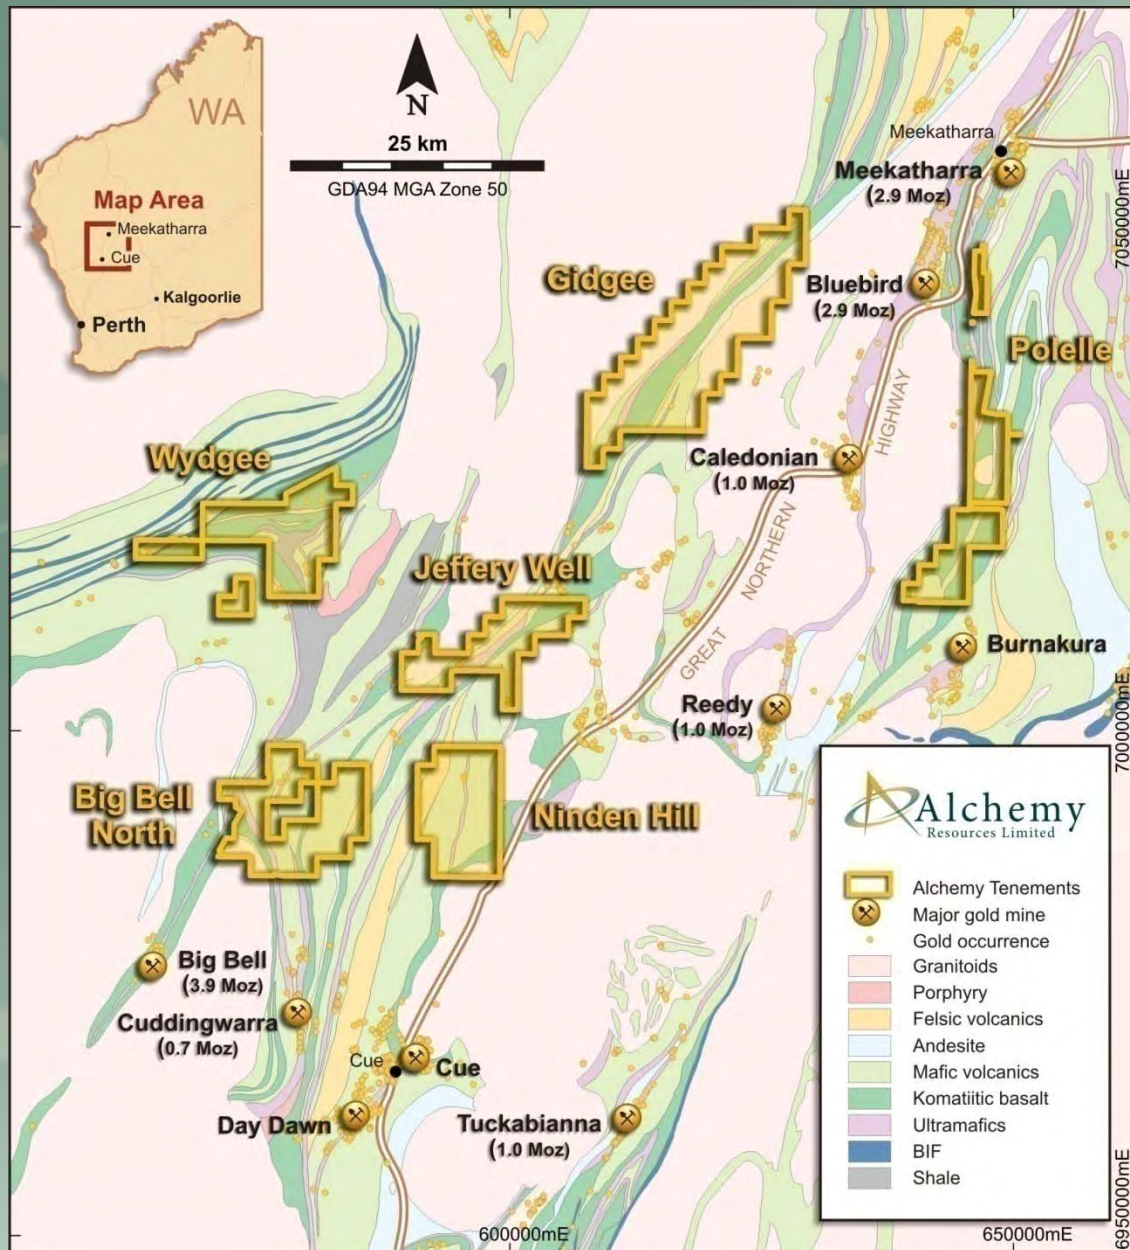 WA
Map Area
Meekatharra
Cue
Kalgoorlie
Perth
N
25 km
GDA94 MGA Zone 50
Meekatharra
Meekatharra
(2.9 Moz)
7050000mE
Gidgee
Bluebird
(2.9 Moz)
Polelle
HIGHWAY
Wydgee
Caledonian
(1.0 Moz)
NORTHERN
Jeffery Well
GREAT
Burnakura
Reedy
(1.0 Moz)
7000000mE
Big Bell
North
Ninden Hill
Big Bell
(3.9 Moz)
Cuddingwarra
(0.7 Moz)
Cue
Cue
Day Dawn
Tuckabianna
(1.0 Moz)
Alchemy
Resources Limited
Alchemy Tenements
Major gold mine
Gold occurrence
Granitoids
Porphyry
Felsic volcanics
Andesite
Mafic volcanics
Komatiitic basalt
Ultramafics
BIF
Shale
600000mE
650000mE
6950000mE